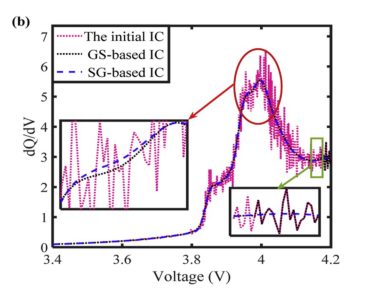 (b)
The initial IC
GS-based IC
SG-based IC
dQ/dV
7
6
5
4
3
2
1
0
3.4 3.6 3.8 4 4.2
Voltage (V)